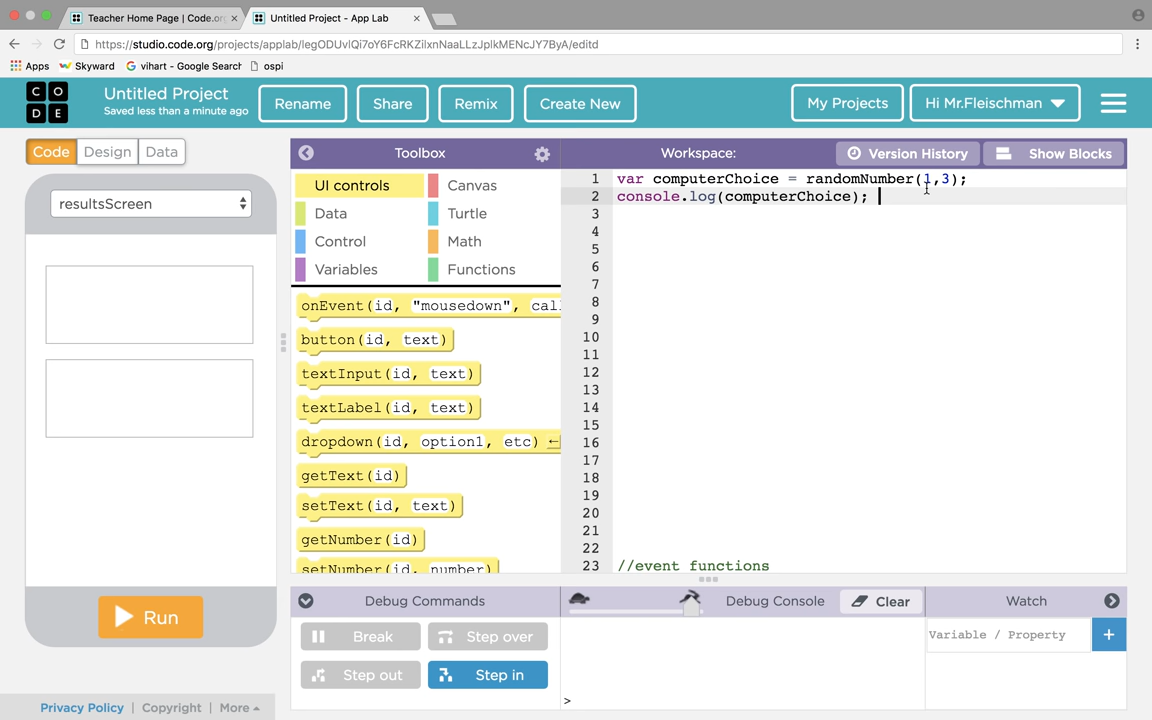 Teacher Home Page | Code.or ×
Untitled Project - App Lab ×
https://studio.code.org/projects/applab/legODUvlQi7oY6FcRKZilxnNaaLLzJplkMENcJY7ByA/editd
Apps Skyward vihart - Google Search ospi
C O
D E
Untitled Project
Saved less than a minute ago
Rename
Share
Remix
Create New
My Projects
Hi Mr.Fleischman
Code Design Data
Toolbox
Workspace:
Version History
Show Blocks
resultsScreen
UI controls
Canvas
Data
Turtle
Control
Math
Variables
Functions
onEvent(id, "mousedown", call
button(id, text)
textInput(id, text)
textLabel(id, text)
dropdown(id, option1, etc) ←
getText(id)
setText(id, text)
getNumber(id)
setNumber(id, number)
1 var computerChoice = randomNumber(1,3);
2 console.log(computerChoice);
3
4
5
6
7
8
9
10
11
12
13
14
15
16
17
18
19
20
21
22
23 //event functions
Run
Debug Commands
Debug Console
Clear
Watch
Break
Step over
Step out
Step in
Variable / Property
+
>
Privacy Policy | Copyright | More